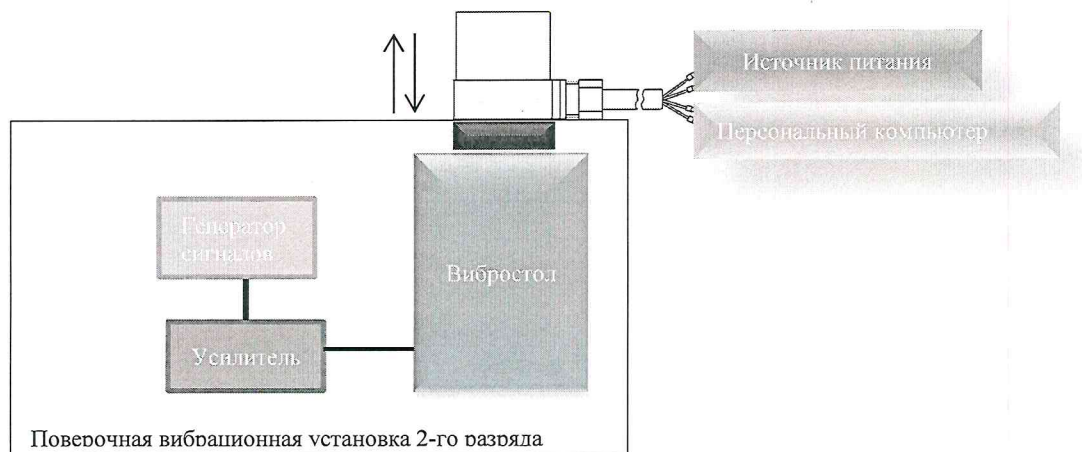 Источник питания
Персональный компьютер
Генератор
сигналов
Вибростол
Усилитель
Поверочная вибрационная установка 2-го разряда